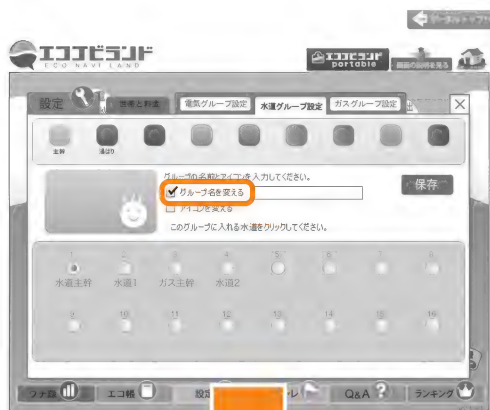 エコナビランド
ECO NAVI LAND
エコナビランド
portable
画面の説明を見る
設定
世帯と料金
電気グループ設定
水道グループ設定
ガスグループ設定
主幹
湯はり
グループの名前とアイコンを入力してください。
グループ名を変える
保存
アイコンを変える
このグループに入れる水道をクリックしてください。
1 2 3 4 5 6 7 8
水道主幹 水道1 ガス主幹 水道2
9 10 11 12 13 14 15 16
エコ帳
設定
Q&A ?
ランキング